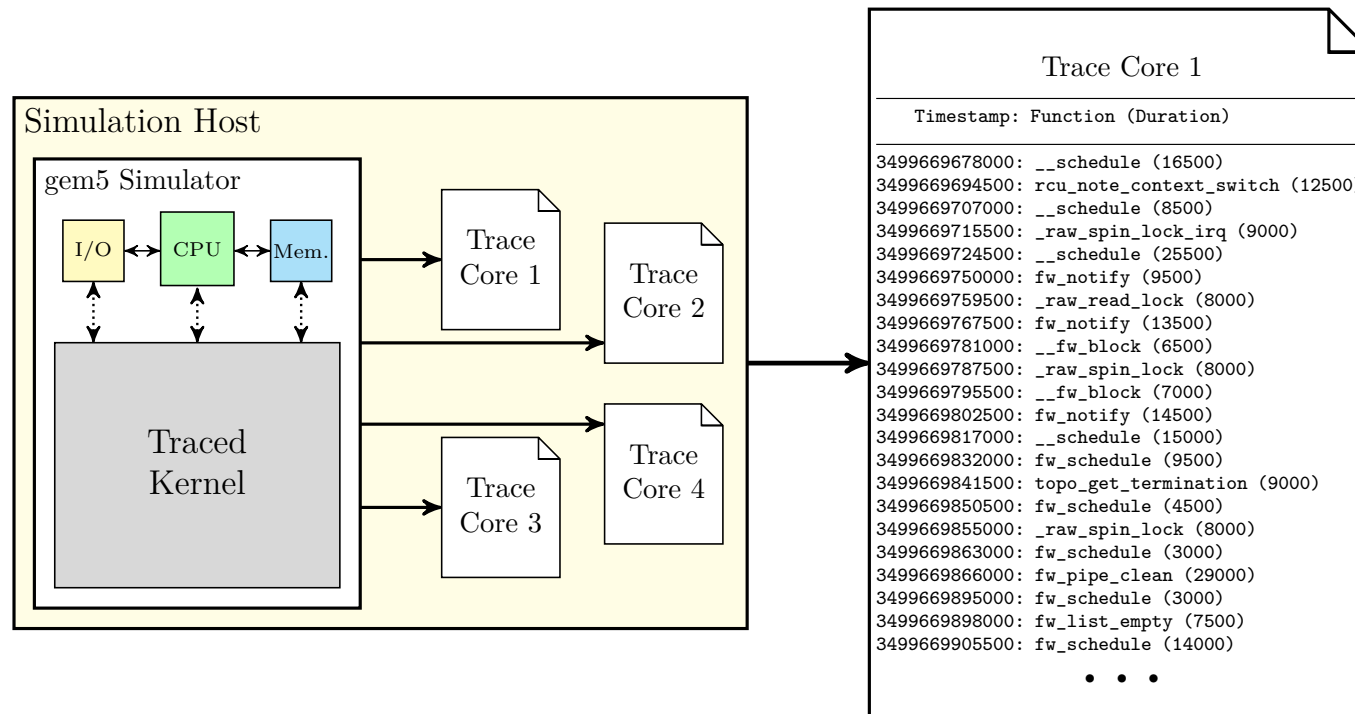 Simulation Host
gem5 Simulator
I/O
CPU
Mem.
Traced
Kernel
Trace
Core 1
Trace
Core 2
Trace
Core 3
Trace
Core 4
Trace Core 1
Timestamp: Function (Duration)
3499669678000: __schedule (16500)
3499669694500: rcu_note_context_switch (12500)
3499669707000: __schedule (8500)
3499669715500: _raw_spin_lock_irq (9000)
3499669724500: __schedule (25500)
3499669750000: fw_notify (9500)
3499669759500: _raw_read_lock (8000)
3499669767500: fw_notify (13500)
3499669781000: __fw_block (6500)
3499669787500: _raw_spin_lock (8000)
3499669795500: __fw_block (7000)
3499669802500: fw_notify (14500)
3499669817000: __schedule (15000)
3499669832000: fw_schedule (9500)
3499669841500: topo_get_termination (9000)
3499669850500: fw_schedule (4500)
3499669855000: _raw_spin_lock (8000)
3499669863000: fw_schedule (3000)
3499669866000: fw_pipe_clean (29000)
3499669895000: fw_schedule (3000)
3499669898000: fw_list_empty (7500)
3499669905500: fw_schedule (14000)
• • •